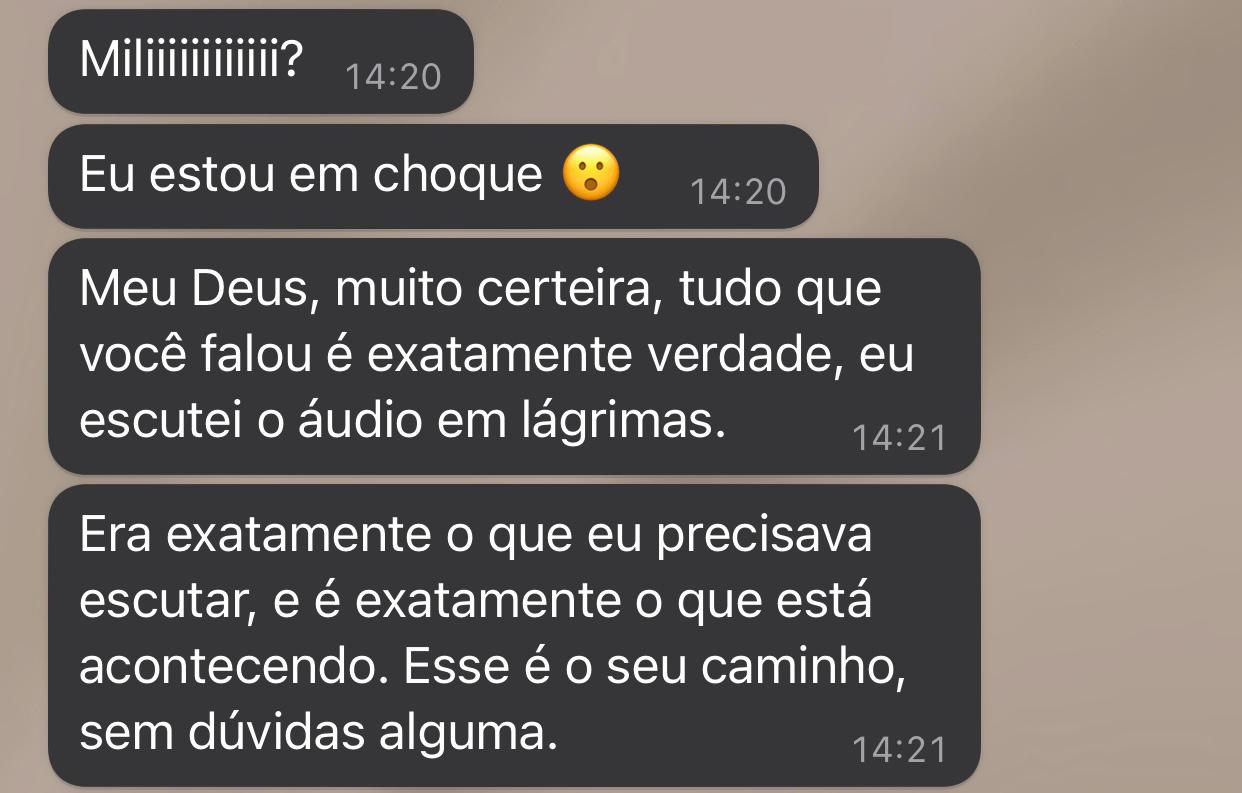 Miliiiiiiiiiiiii? 14:20
Eu estou em choque 😮 14:20
Meu Deus, muito certeira, tudo que
você falou é exatamente verdade, eu
escutei o áudio em lágrimas. 14:21
Era exatamente o que eu precisava
escutar, e é exatamente o que está
acontecendo. Esse é o seu caminho,
sem dúvidas alguma. 14:21